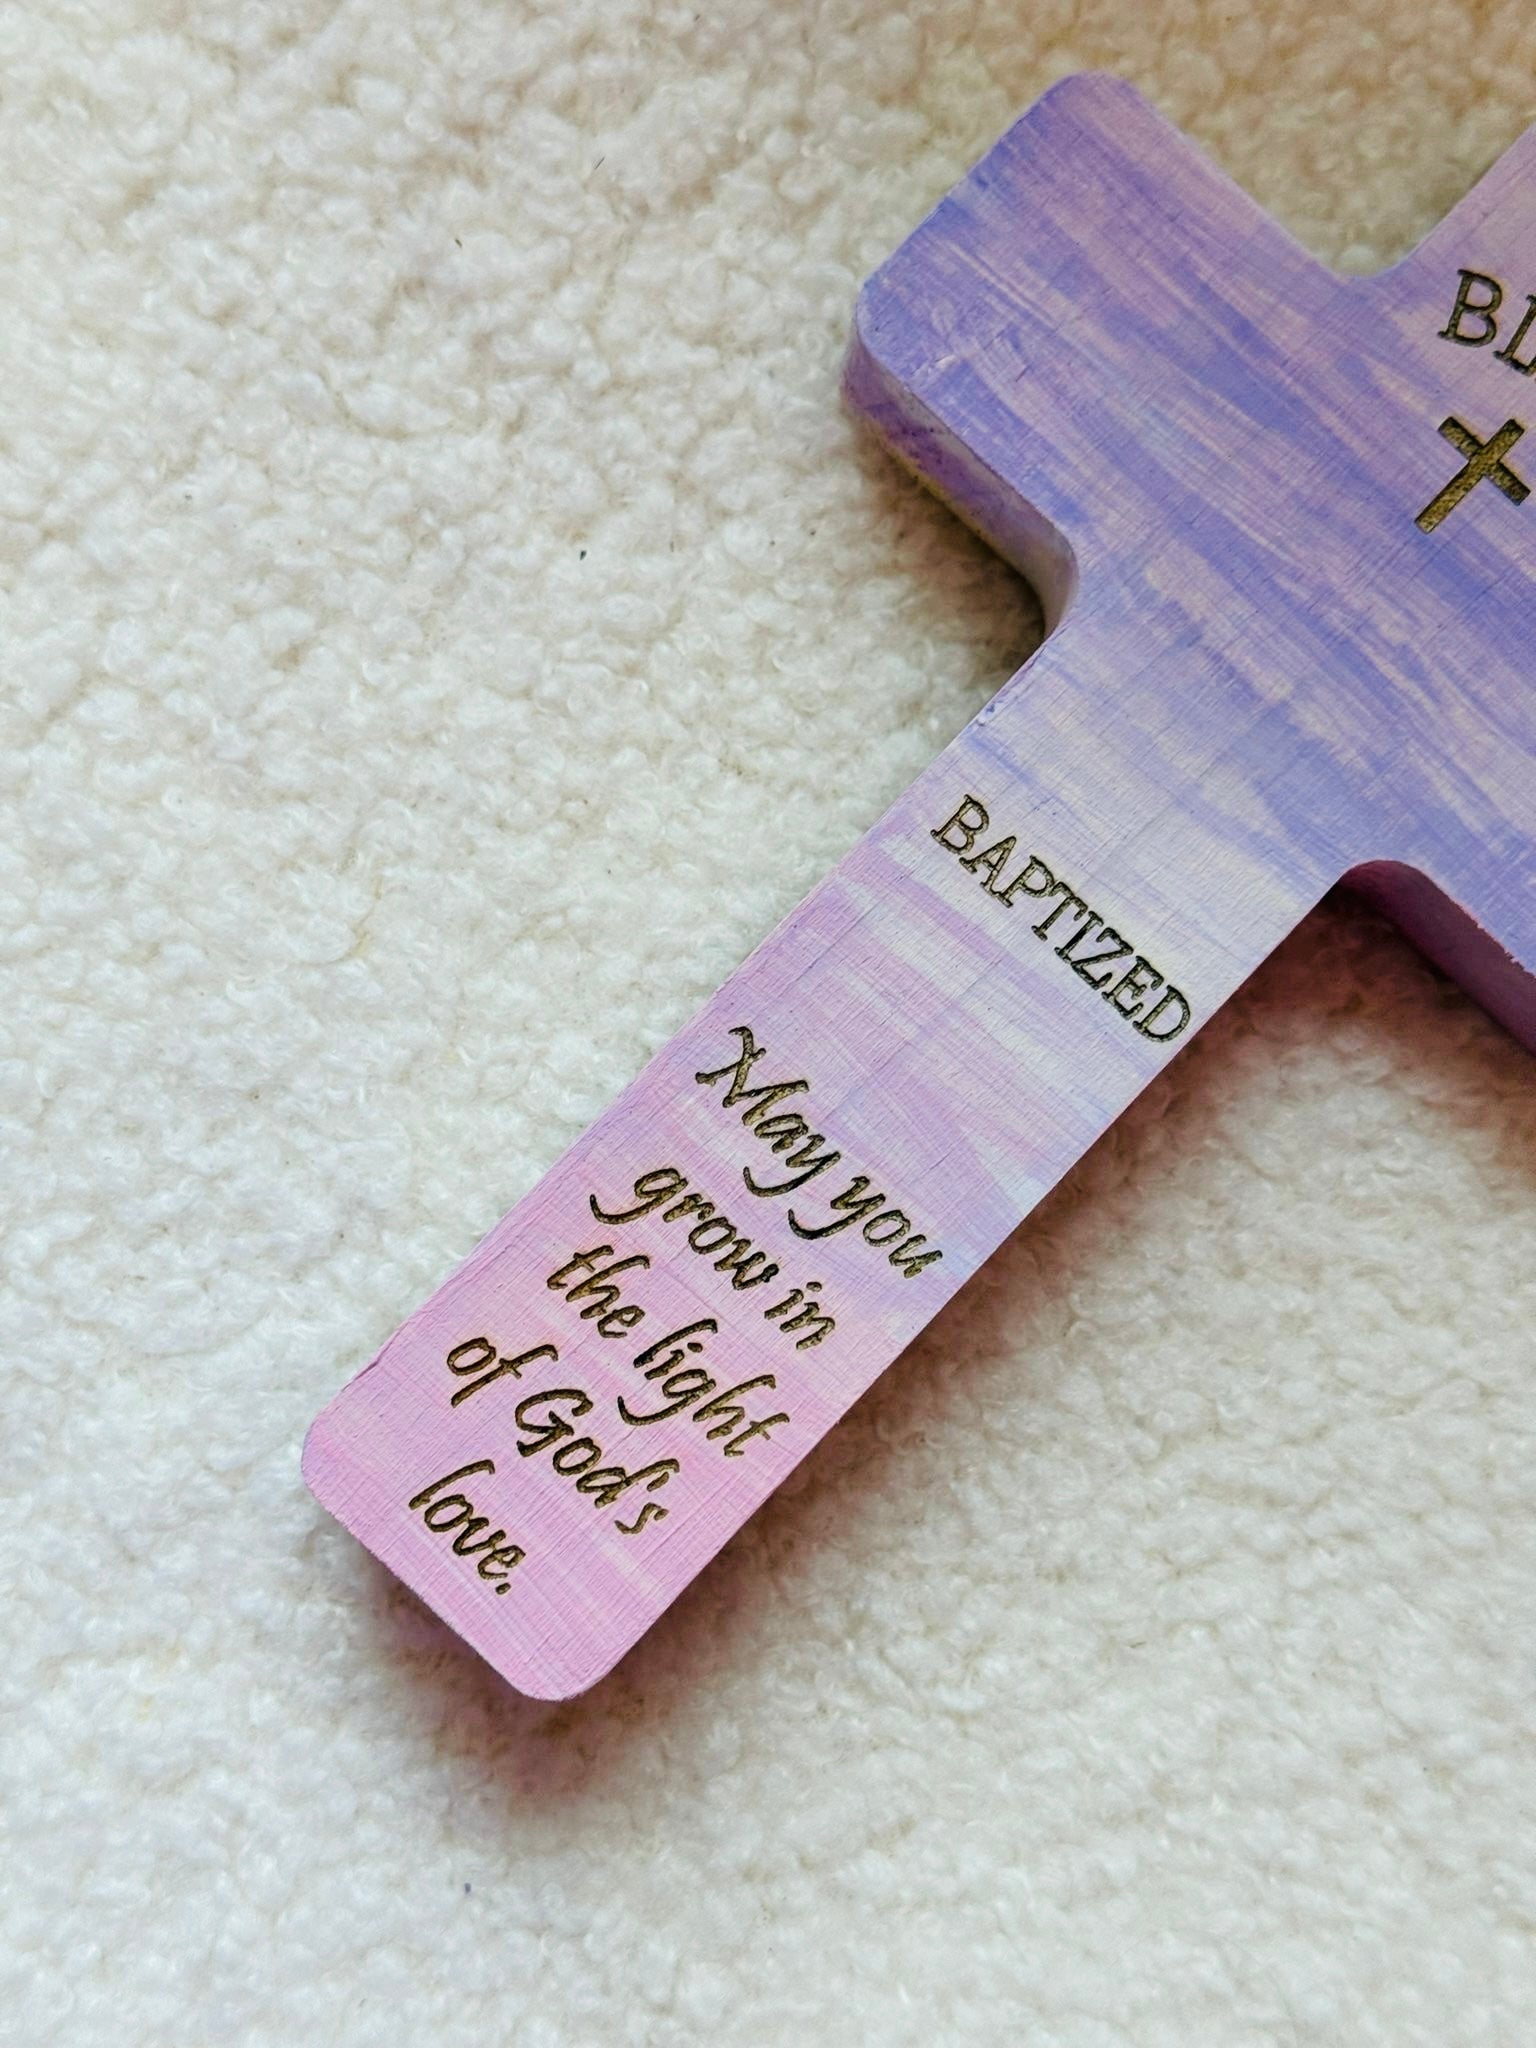 BAPTIZED
May you
grow in
the light
of God's
love.